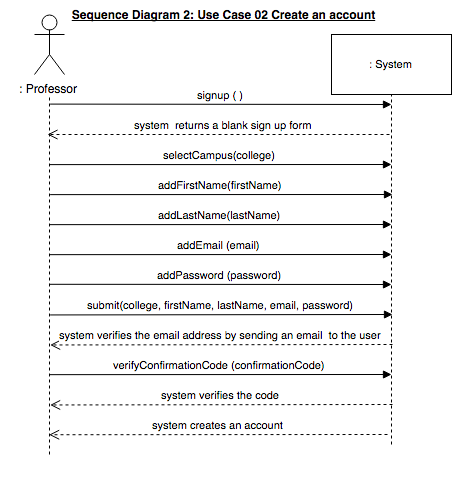 Sequence Diagram 2: Use Case 02 Create an account
: System
: Professor
signup ( )
system  returns a blank sign up form
selectCampus(college)
addFirstName(firstName)
addLastName(lastName)
addEmail (email)
addPassword (password)
submit(college, firstName, lastName, email, password)
system verifies the email address by sending an email  to the user
verifyConfirmationCode (confirmationCode)
system verifies the code
system creates an account